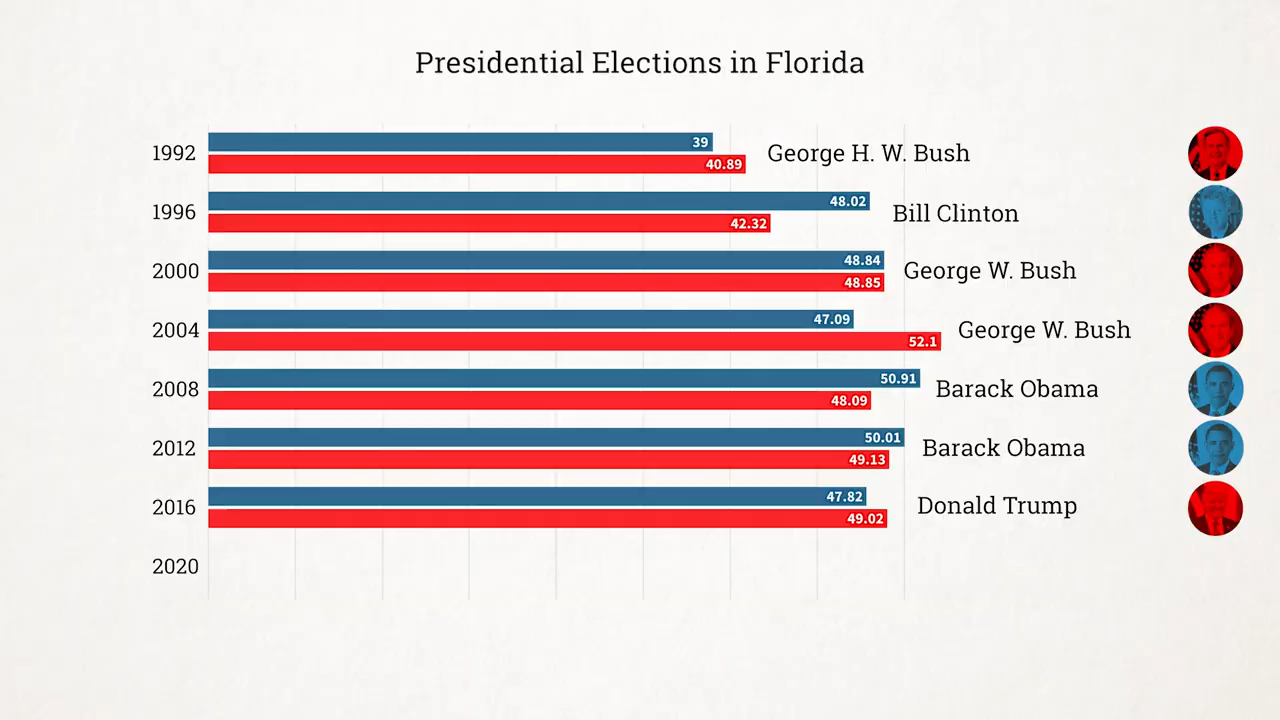 Presidential Elections in Florida
1992
39
40.89
George H. W. Bush
1996
48.02
42.32
Bill Clinton
2000
48.84
48.85
George W. Bush
2004
47.09
52.1
George W. Bush
2008
50.91
48.09
Barack Obama
2012
50.01
49.13
Barack Obama
2016
47.82
49.02
Donald Trump
2020